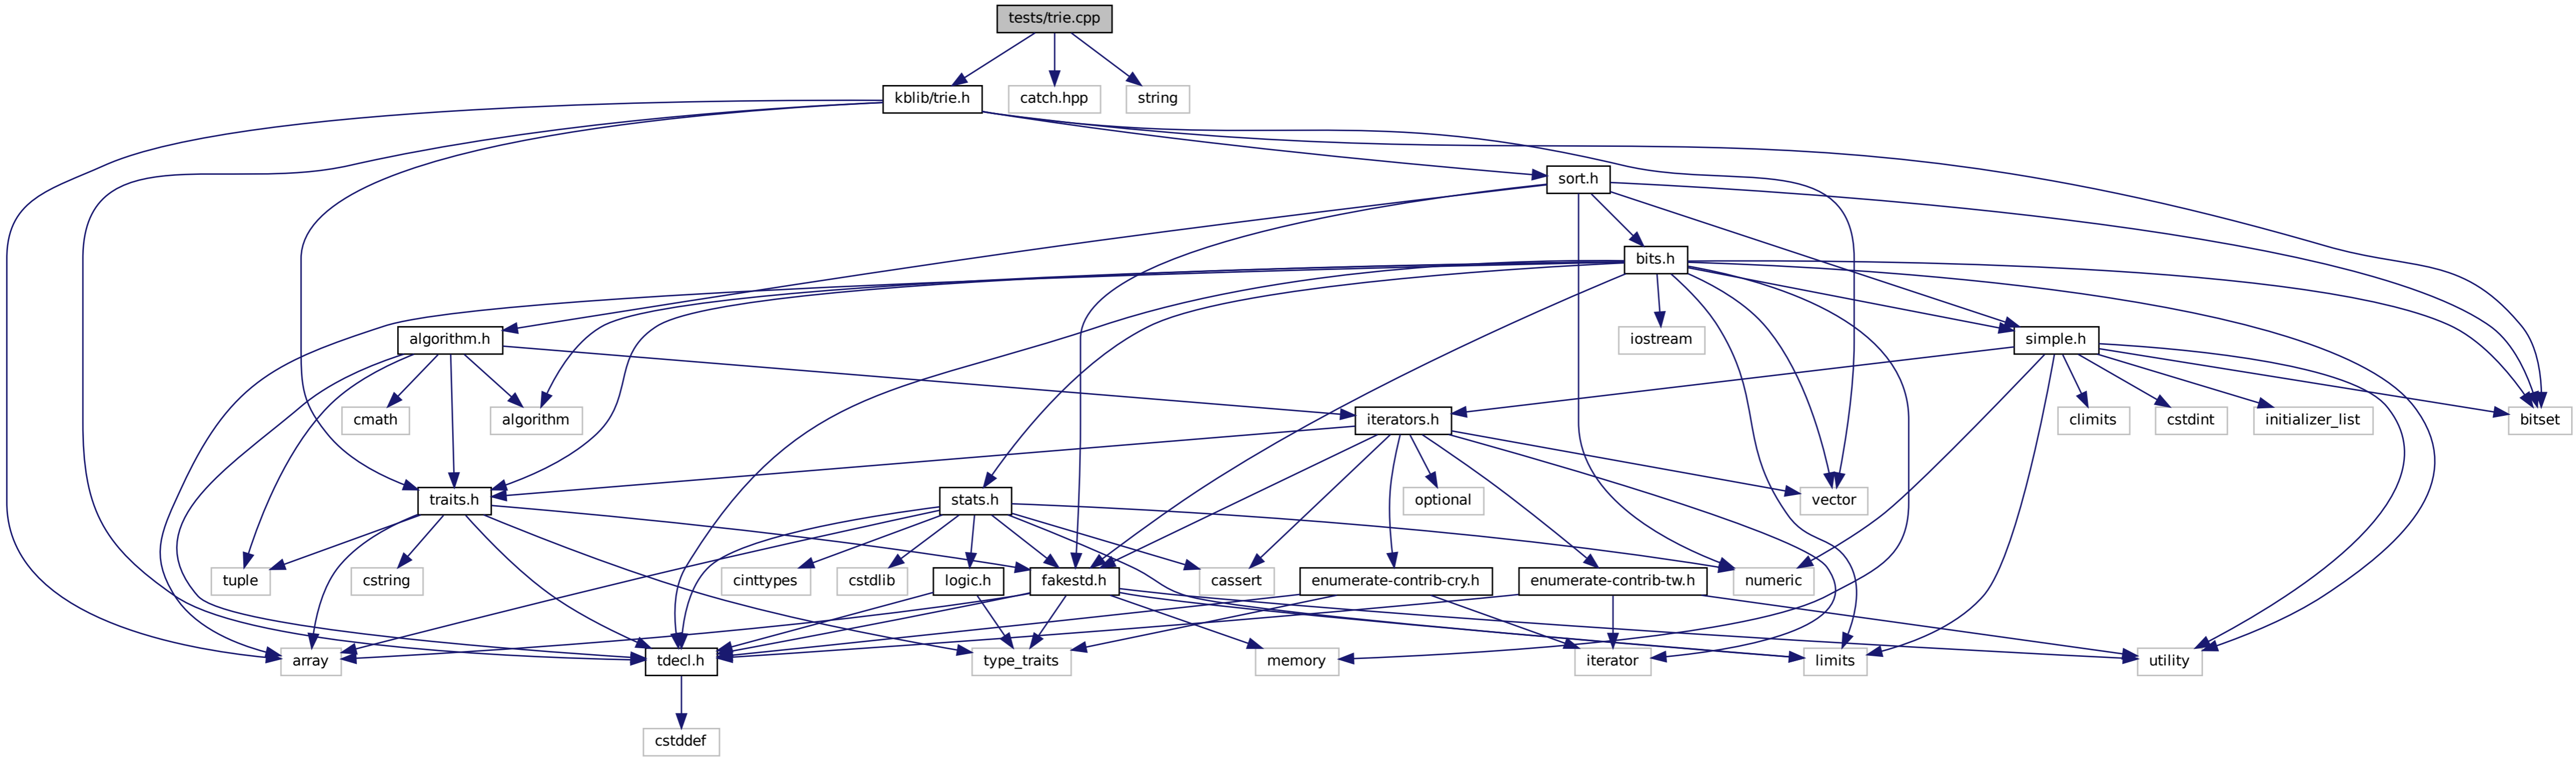 tests/trie.cpp
kblib/trie.h
catch.hpp
string
sort.h
bits.h
algorithm.h
iostream
simple.h
cmath
algorithm
iterators.h
climits
cstdint
initializer_list
bitset
traits.h
stats.h
optional
vector
tuple
cstring
cinttypes
cstdlib
logic.h
fakestd.h
cassert
enumerate-contrib-cry.h
enumerate-contrib-tw.h
numeric
array
tdecl.h
type_traits
memory
iterator
limits
utility
cstddef